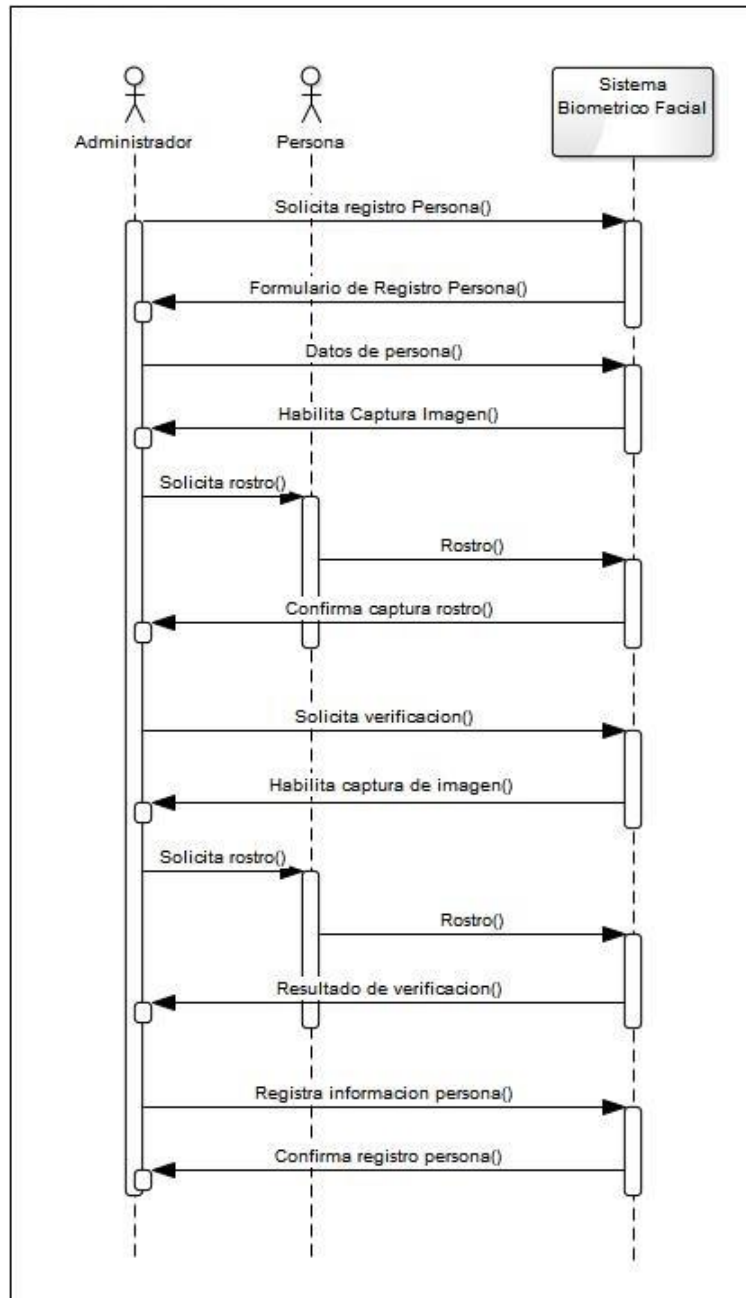 Administrador
Persona
Sistema
Biometrico Facial
Solicita registro Persona()
Formulario de Registro Persona()
Datos de persona()
Habilita Captura Imagen()
Solicita rostro()
Rostro()
Confirma captura rostro()
Solicita verificacion()
Habilita captura de imagen()
Solicita rostro()
Rostro()
Resultado de verificacion()
Registra informacion persona()
Confirma registro persona()